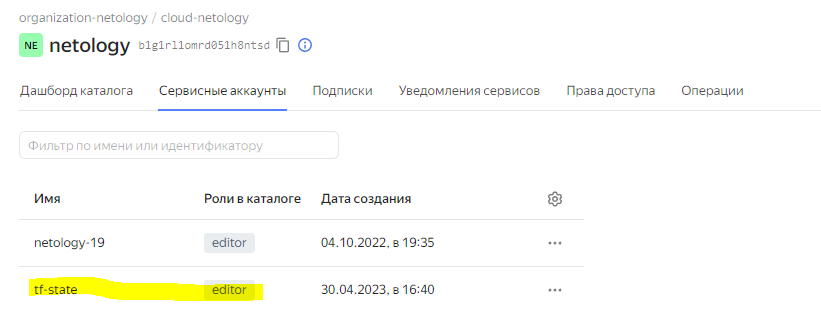 organization-netology / cloud-netology
NE netology b1g1rl1omrd051h8ntsd
Дашборд каталога Сервисные аккаунты Подписки Уведомления сервисов Права доступа Операции
Фильтр по имени или идентификатору
Имя Роли в каталоге Дата создания
netology-19 editor 04.10.2022, в 19:35
tf-state editor 30.04.2023, в 16:40